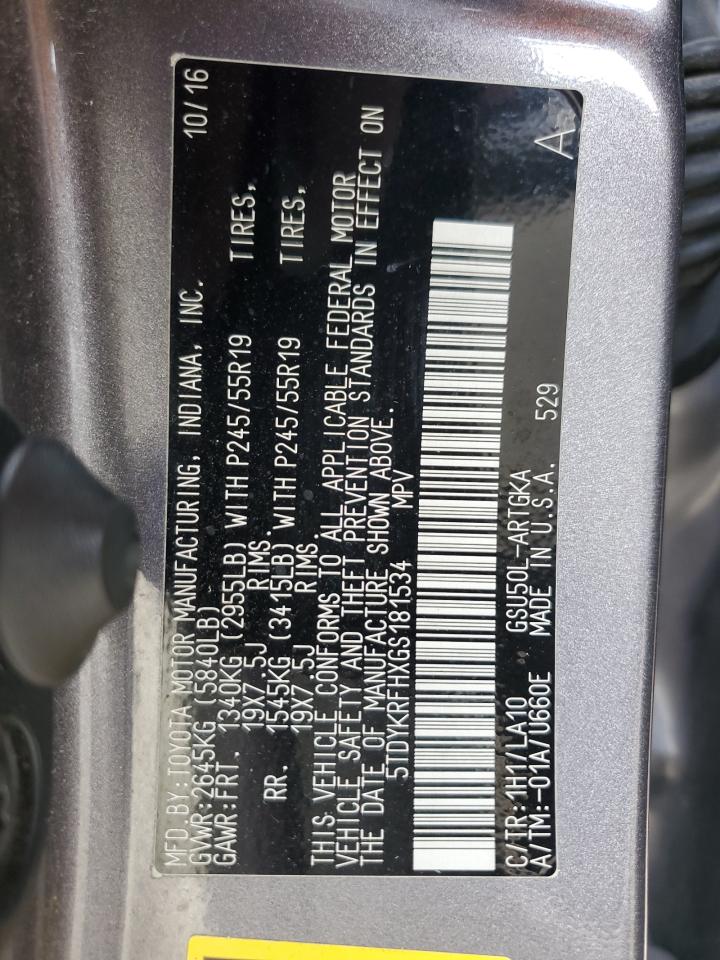 MFD.BY:TOYOTA MOTOR MANUFACTURING, INDIANA, INC. 10/16
GVWR:2645KG (5840LB)
GAWR:FRT. 1340KG (2955LB) WITH P245/55R19 TIRES,
19X7.5J RIMS.
RR. 1545KG (3415LB) WITH P245/55R19 TIRES,
19X7.5J RIMS.
THIS VEHICLE CONFORMS TO ALL APPLICABLE FEDERAL MOTOR
VEHICLE SAFETY AND THEFT PREVENTION STANDARDS IN EFFECT ON
THE DATE OF MANUFACTURE SHOWN ABOVE.
5TDYKRFHXGS181534 MPV
C/TR:1H1/LA10 GSU50L-ARTGKA
A/TM:-01A/U660E MADE IN U.S.A. 529
A